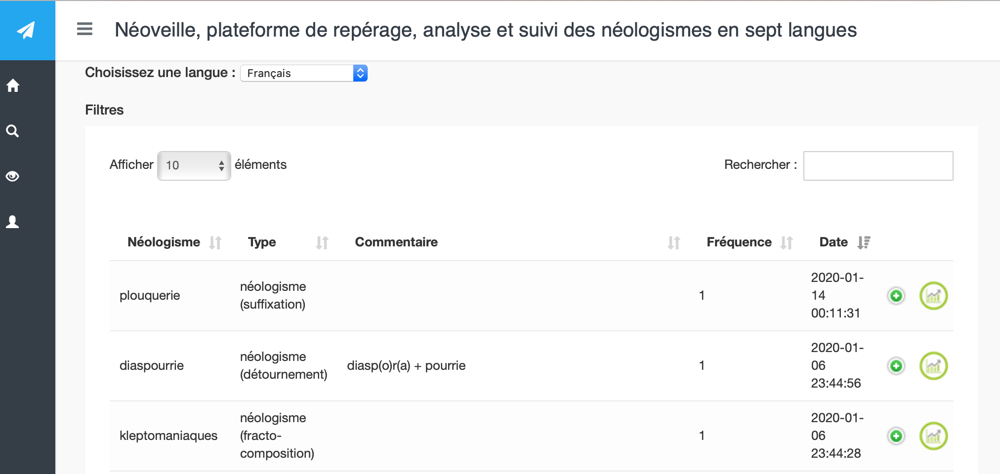 Néoveille, plateforme de repérage, analyse et suivi des néologismes en sept langues
Choisissez une langue : Français
Filtres
Afficher 10 éléments
Rechercher :
Néologisme Type Commentaire Fréquence Date
plouquerie
néologisme
(suffixation)
1
2020-01-
14
00:11:31
diaspourrie
néologisme
(détournement)
diasp(o)r(a) + pourrie
1
2020-01-
06
23:44:56
kleptomaniaques
néologisme
(fracto-
composition)
1
2020-01-
06
23:44:28